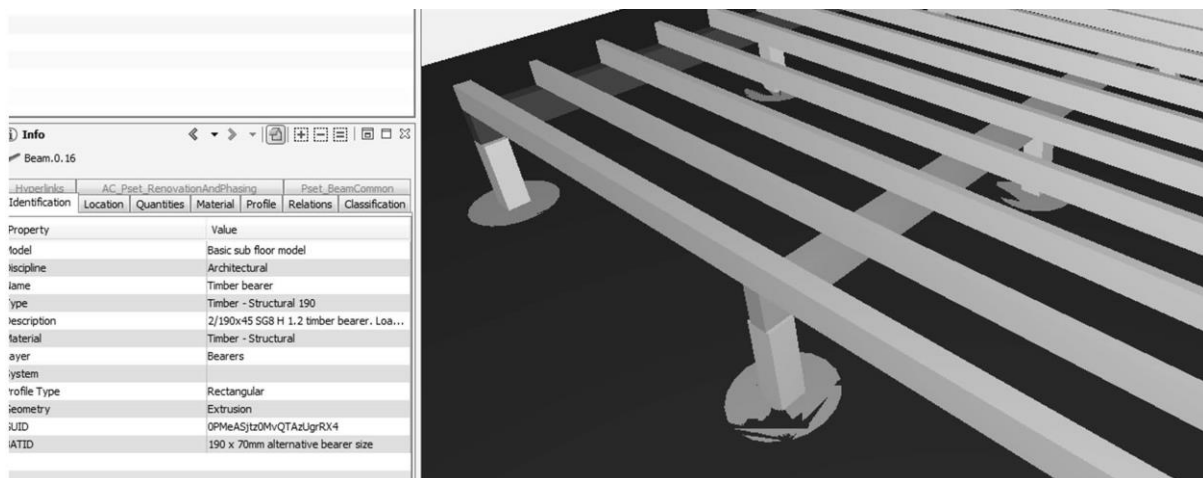 Info
Beam.0.16
Hyperlinks AC_Pset_RenovationAndPhasing Pset_BeamCommon
Identification Location Quantities Material Profile Relations Classification
Property Value
Model Basic sub floor model
Discipline Architectural
Name Timber bearer
Type Timber - Structural 190
Description 2/190x45 SG8 H 1.2 timber bearer. Loa...
Material Timber - Structural
Layer Bearers
System
Profile Type Rectangular
Geometry Extrusion
GUID 0PMeASjtz0MvQTAzUgrRX4
BATID 190 x 70mm alternative bearer size